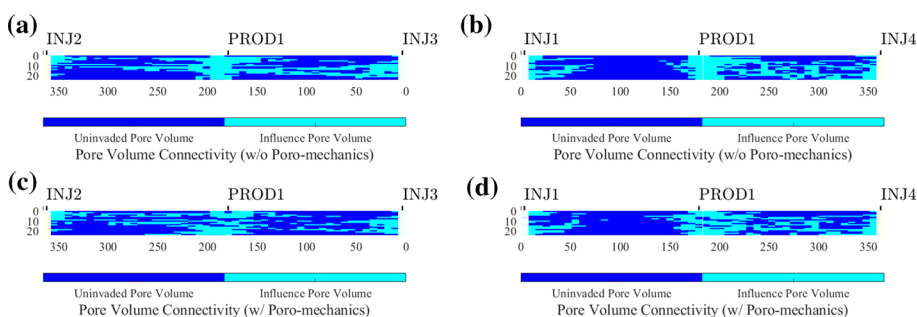 (a)
INJ2 PROD1 INJ3
0
10
20
350 300 250 200 150 100 50 0
Uninvaded Pore Volume Influence Pore Volume
Pore Volume Connectivity (w/o Poro-mechanics)
(b)
INJ1 PROD1 INJ4
0
10
20
0 50 100 150 200 250 300 350
Uninvaded Pore Volume Influence Pore Volume
Pore Volume Connectivity (w/o Poro-mechanics)
(c)
INJ2 PROD1 INJ3
0
10
20
350 300 250 200 150 100 50 0
Uninvaded Pore Volume Influence Pore Volume
Pore Volume Connectivity (w/ Poro-mechanics)
(d)
INJ1 PROD1 INJ4
0
10
20
0 50 100 150 200 250 300 350
Uninvaded Pore Volume Influence Pore Volume
Pore Volume Connectivity (w/ Poro-mechanics)